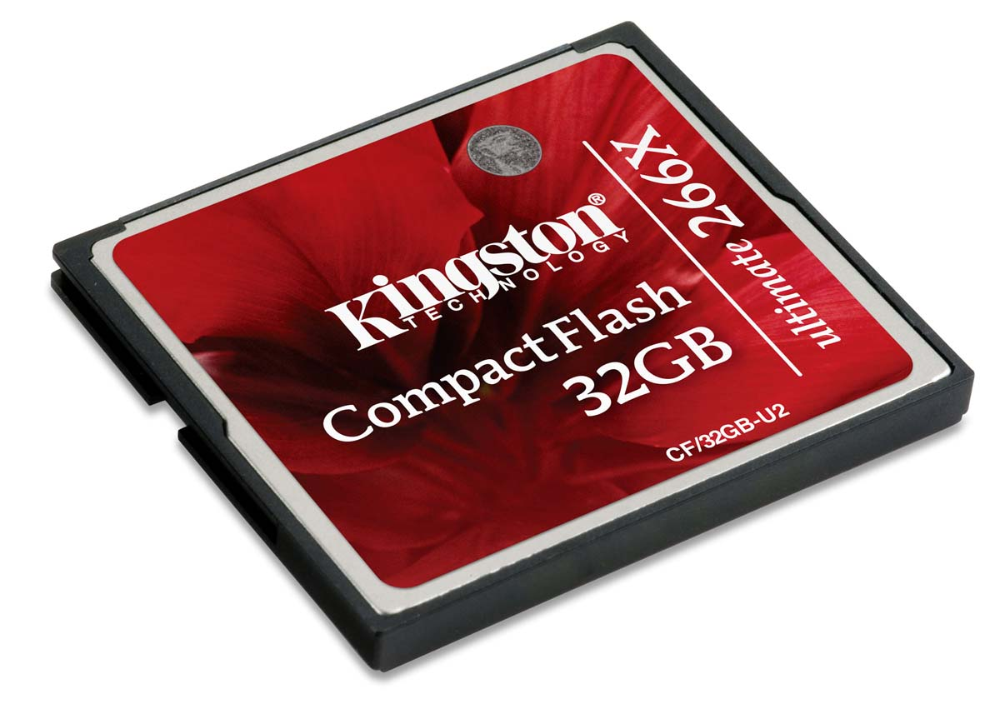 Kingston®
TECHNOLOGY
CompactFlash
32GB
CF/32GB-U2
ultimate 266X